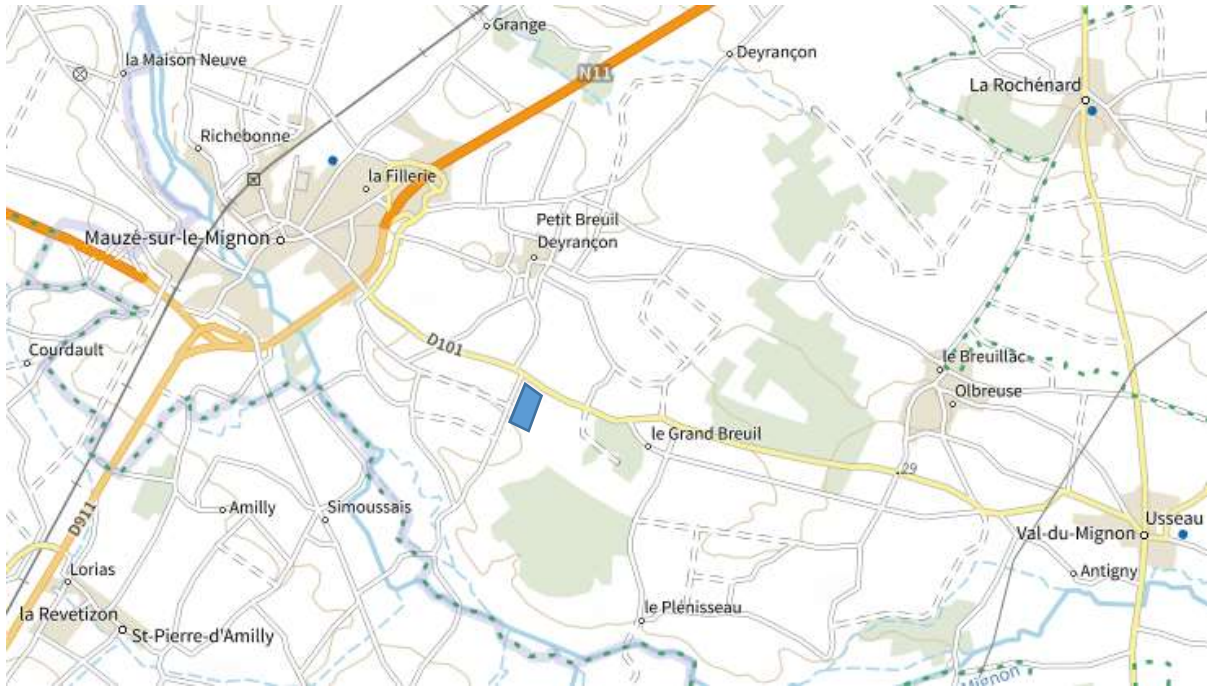 Grange
Deyrançon
la Maison Neuve
N11
La Rochénard
Richebonne
la Fillerie
Petit Breuil
Deyrançon
Mauzé-sur-le-Mignon
D101
Courdault
le Breuillac
Olbreuse
le Grand Breuil
29
D911
Amilly
Simoussais
Usseau
Val-du-Mignon
Antigny
Lorias
la Revetizon
le Plénisseau
St-Pierre-d'Amilly
Mignon